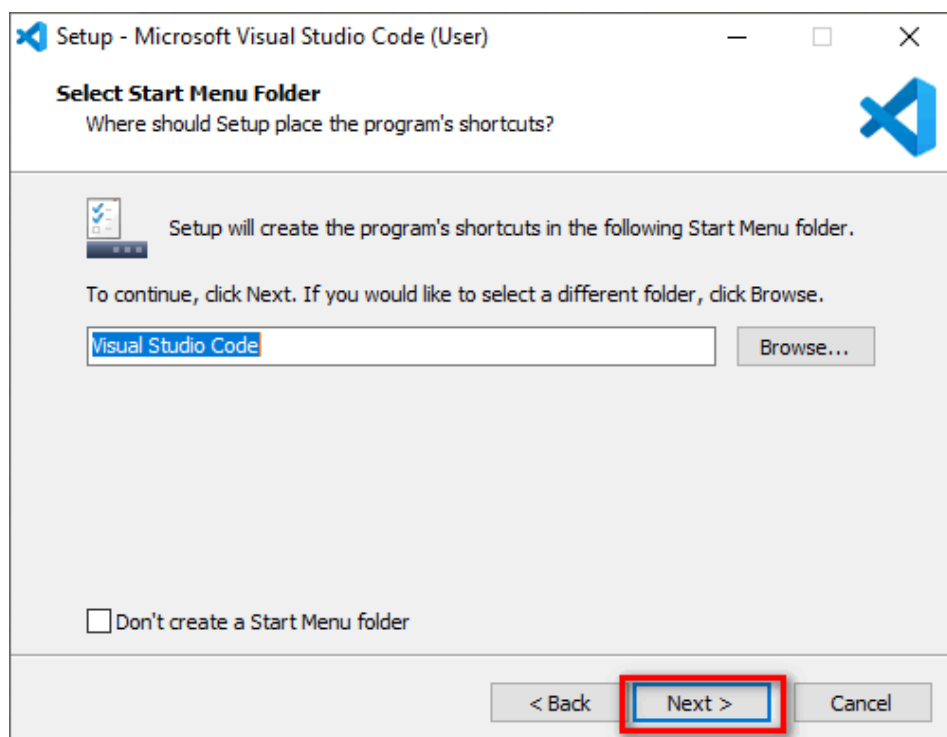 Setup - Microsoft Visual Studio Code (User)
Select Start Menu Folder
Where should Setup place the program's shortcuts?
Setup will create the program's shortcuts in the following Start Menu folder.
To continue, click Next. If you would like to select a different folder, click Browse.
Visual Studio Code
Browse...
Don't create a Start Menu folder
< Back
Next >
Cancel